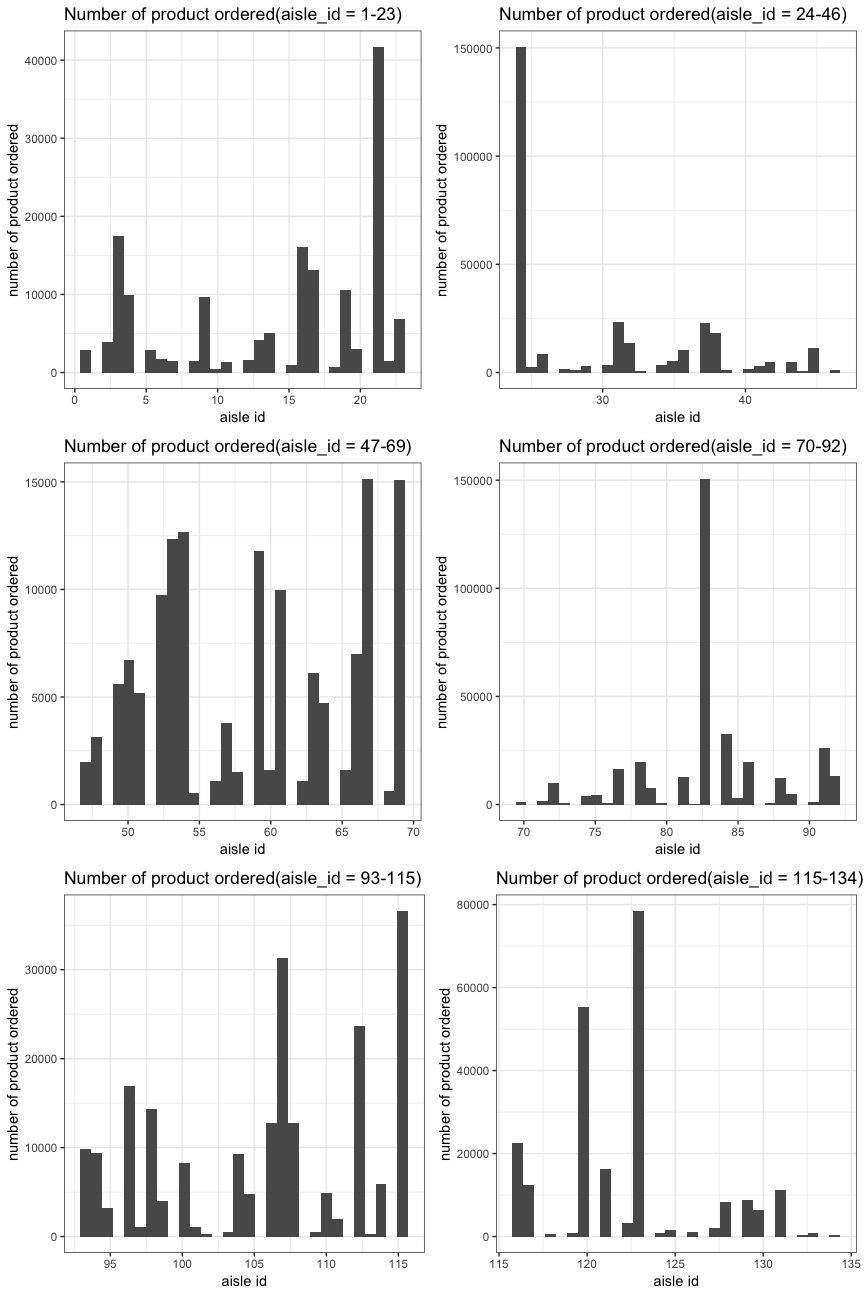 Number of product ordered(aisle_id = 1-23)
number of product ordered
40000
30000
20000
10000
0
0 5 10 15 20
aisle id
Number of product ordered(aisle_id = 24-46)
number of product ordered
150000
100000
50000
0
30 40
aisle id
Number of product ordered(aisle_id = 47-69)
number of product ordered
15000
10000
5000
0
50 55 60 65 70
aisle id
Number of product ordered(aisle_id = 70-92)
number of product ordered
150000
100000
50000
0
70 75 80 85 90
aisle id
Number of product ordered(aisle_id = 93-115)
number of product ordered
30000
20000
10000
0
95 100 105 110 115
aisle id
Number of product ordered(aisle_id = 115-134)
number of product ordered
80000
60000
40000
20000
0
115 120 125 130 135
aisle id